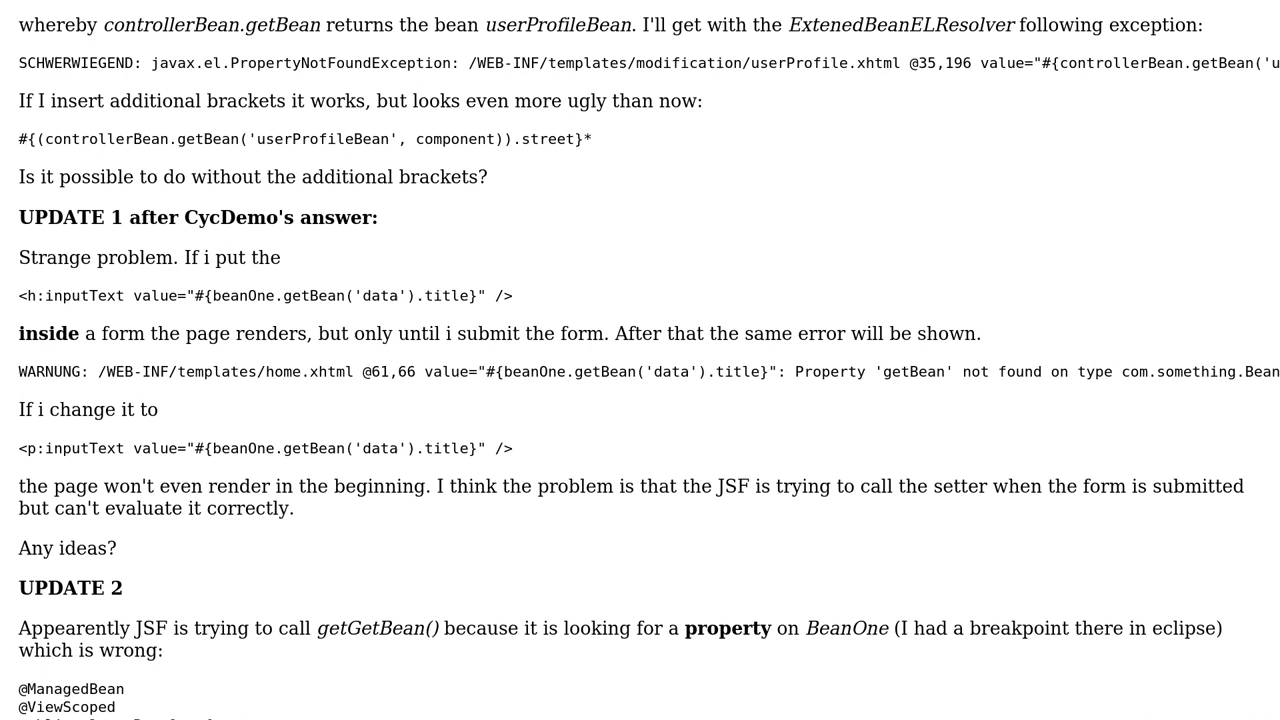 whereby controllerBean.getBean returns the bean userProfileBean. I'll get with the ExtenedBeanELResolver following exception:
SCHWERWIEGEND: javax.el.PropertyNotFoundException: /WEB-INF/templates/modification/userProfile.xhtml @35,196 value="#{controllerBean.getBean('u
If I insert additional brackets it works, but looks even more ugly than now:
#{(controllerBean.getBean('userProfileBean', component)).street}*
Is it possible to do without the additional brackets?
UPDATE 1 after CycDemo's answer:
Strange problem. If i put the
<h:inputText value="#{beanOne.getBean('data').title}" />
inside a form the page renders, but only until i submit the form. After that the same error will be shown.
WARNUNG: /WEB-INF/templates/home.xhtml @61,66 value="#{beanOne.getBean('data').title}": Property 'getBean' not found on type com.something.Bean
If i change it to
<p:inputText value="#{beanOne.getBean('data').title}" />
the page won't even render in the beginning. I think the problem is that the JSF is trying to call the setter when the form is submitted
but can't evaluate it correctly.
Any ideas?
UPDATE 2
Appearently JSF is trying to call getGetBean() because it is looking for a property on BeanOne (I had a breakpoint there in eclipse)
which is wrong:
@ManagedBean
@ViewScoped